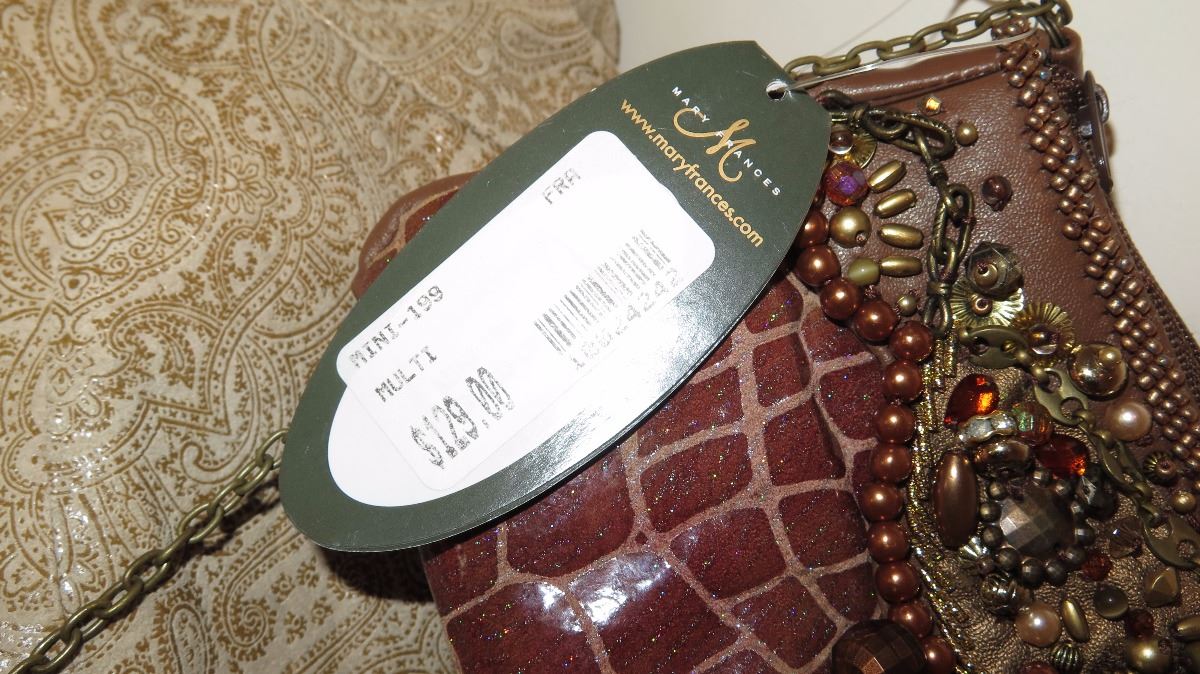 MARY FRANCES
www.maryfrances.com
FRA
MINI-199
MULTI
$129.00